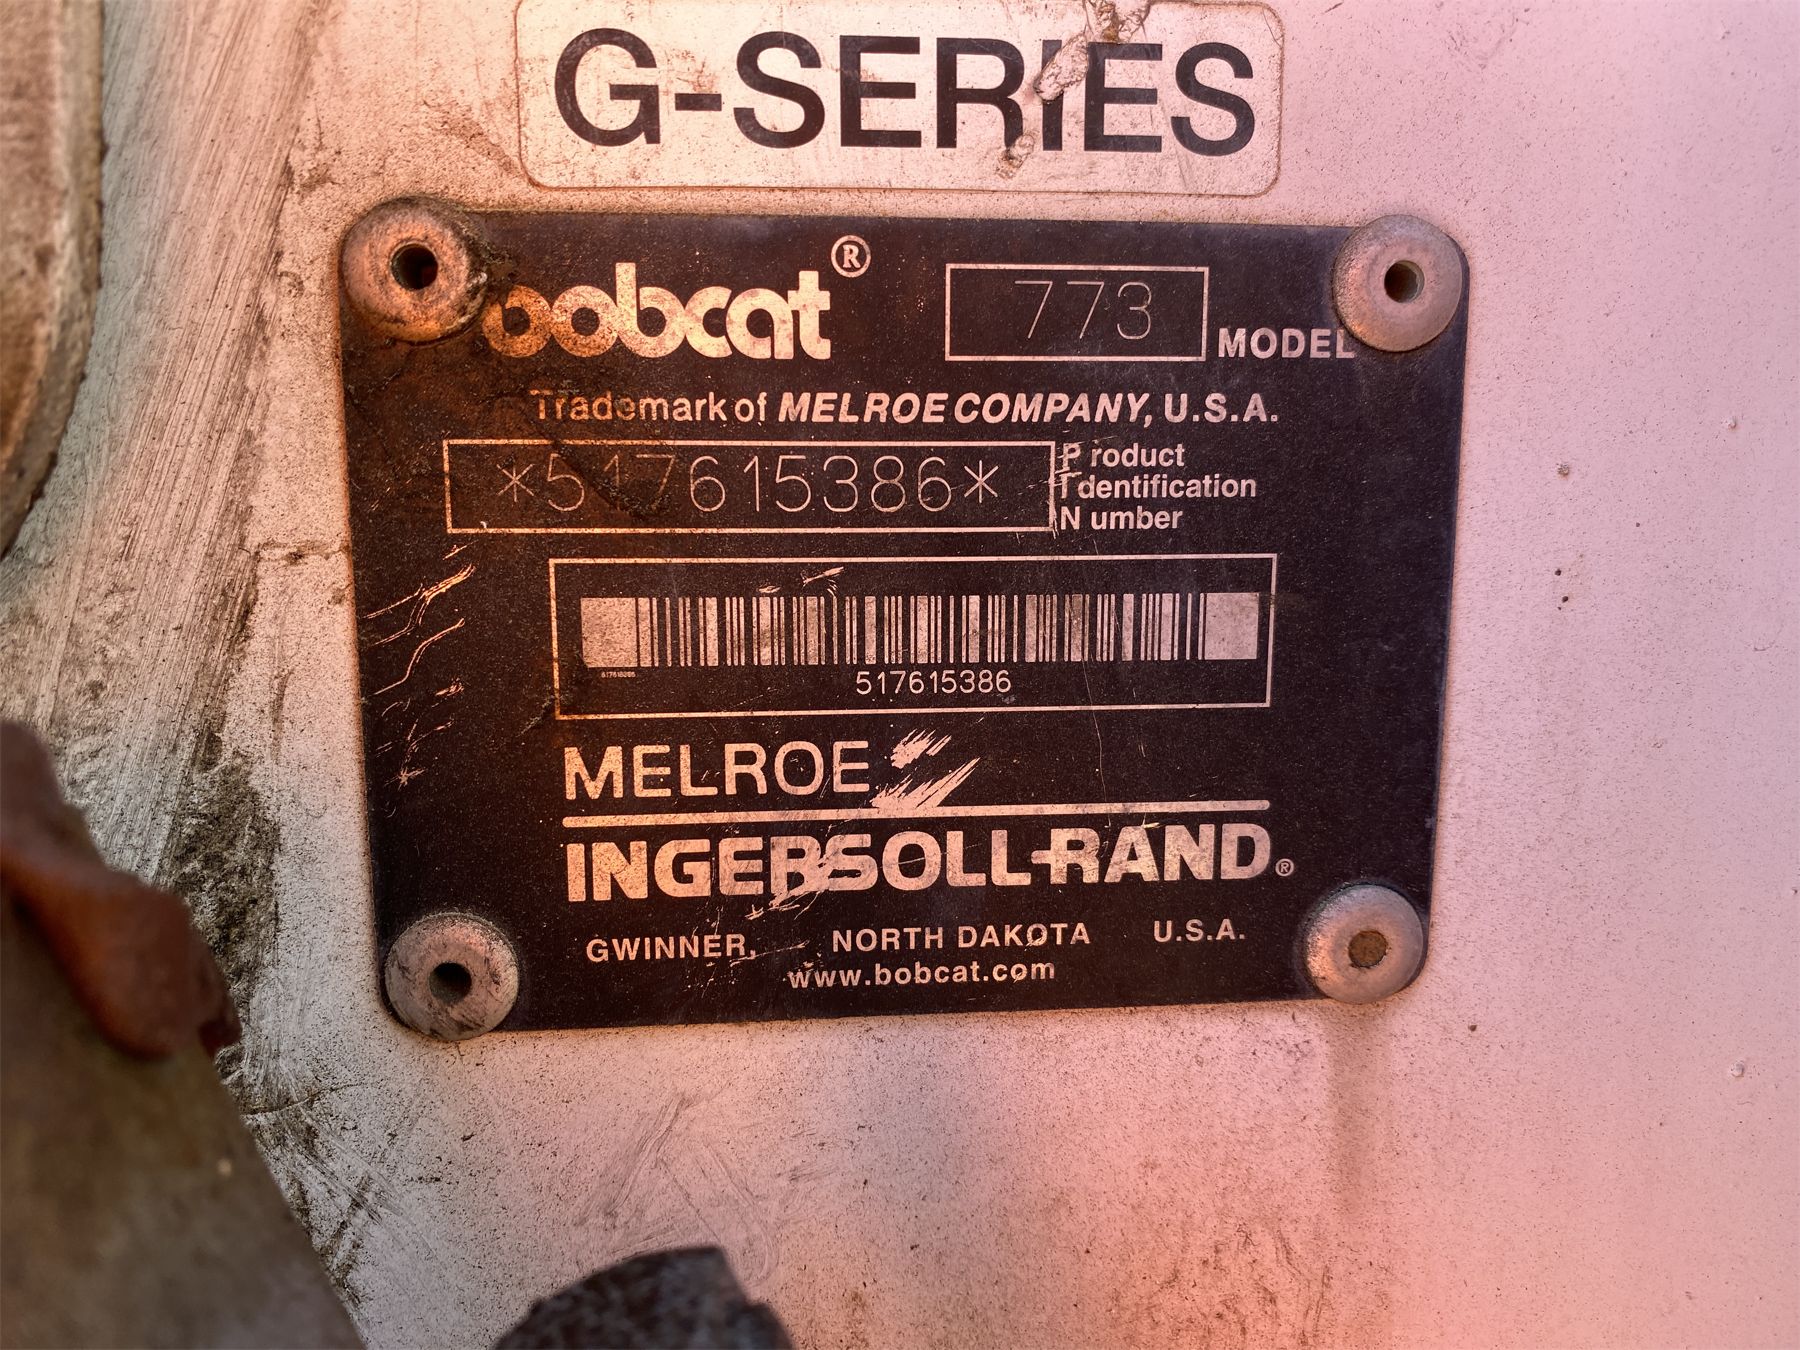 G-SERIES
bobcat®
773 MODEL
Trademark of MELROE COMPANY, U.S.A.
*517615386*
Product
Identification
Number
517615386
MELROE
INGERSOLL-RAND®
GWINNER, NORTH DAKOTA U.S.A.
www.bobcat.com